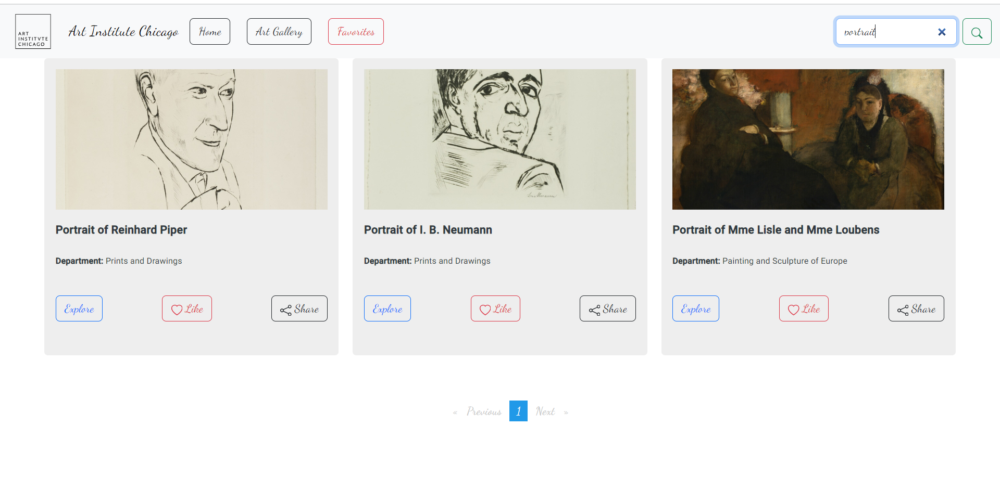 ART
INSTITVTE
CHICAGO
Art Institute Chicago
Home
Art Gallery
Favorites
portrait
Portrait of Reinhard Piper
Department: Prints and Drawings
Explore
Like
Share
Portrait of I. B. Neumann
Department: Prints and Drawings
Explore
Like
Share
Portrait of Mme Lisle and Mme Loubens
Department: Painting and Sculpture of Europe
Explore
Like
Share
« Previous 1 Next »